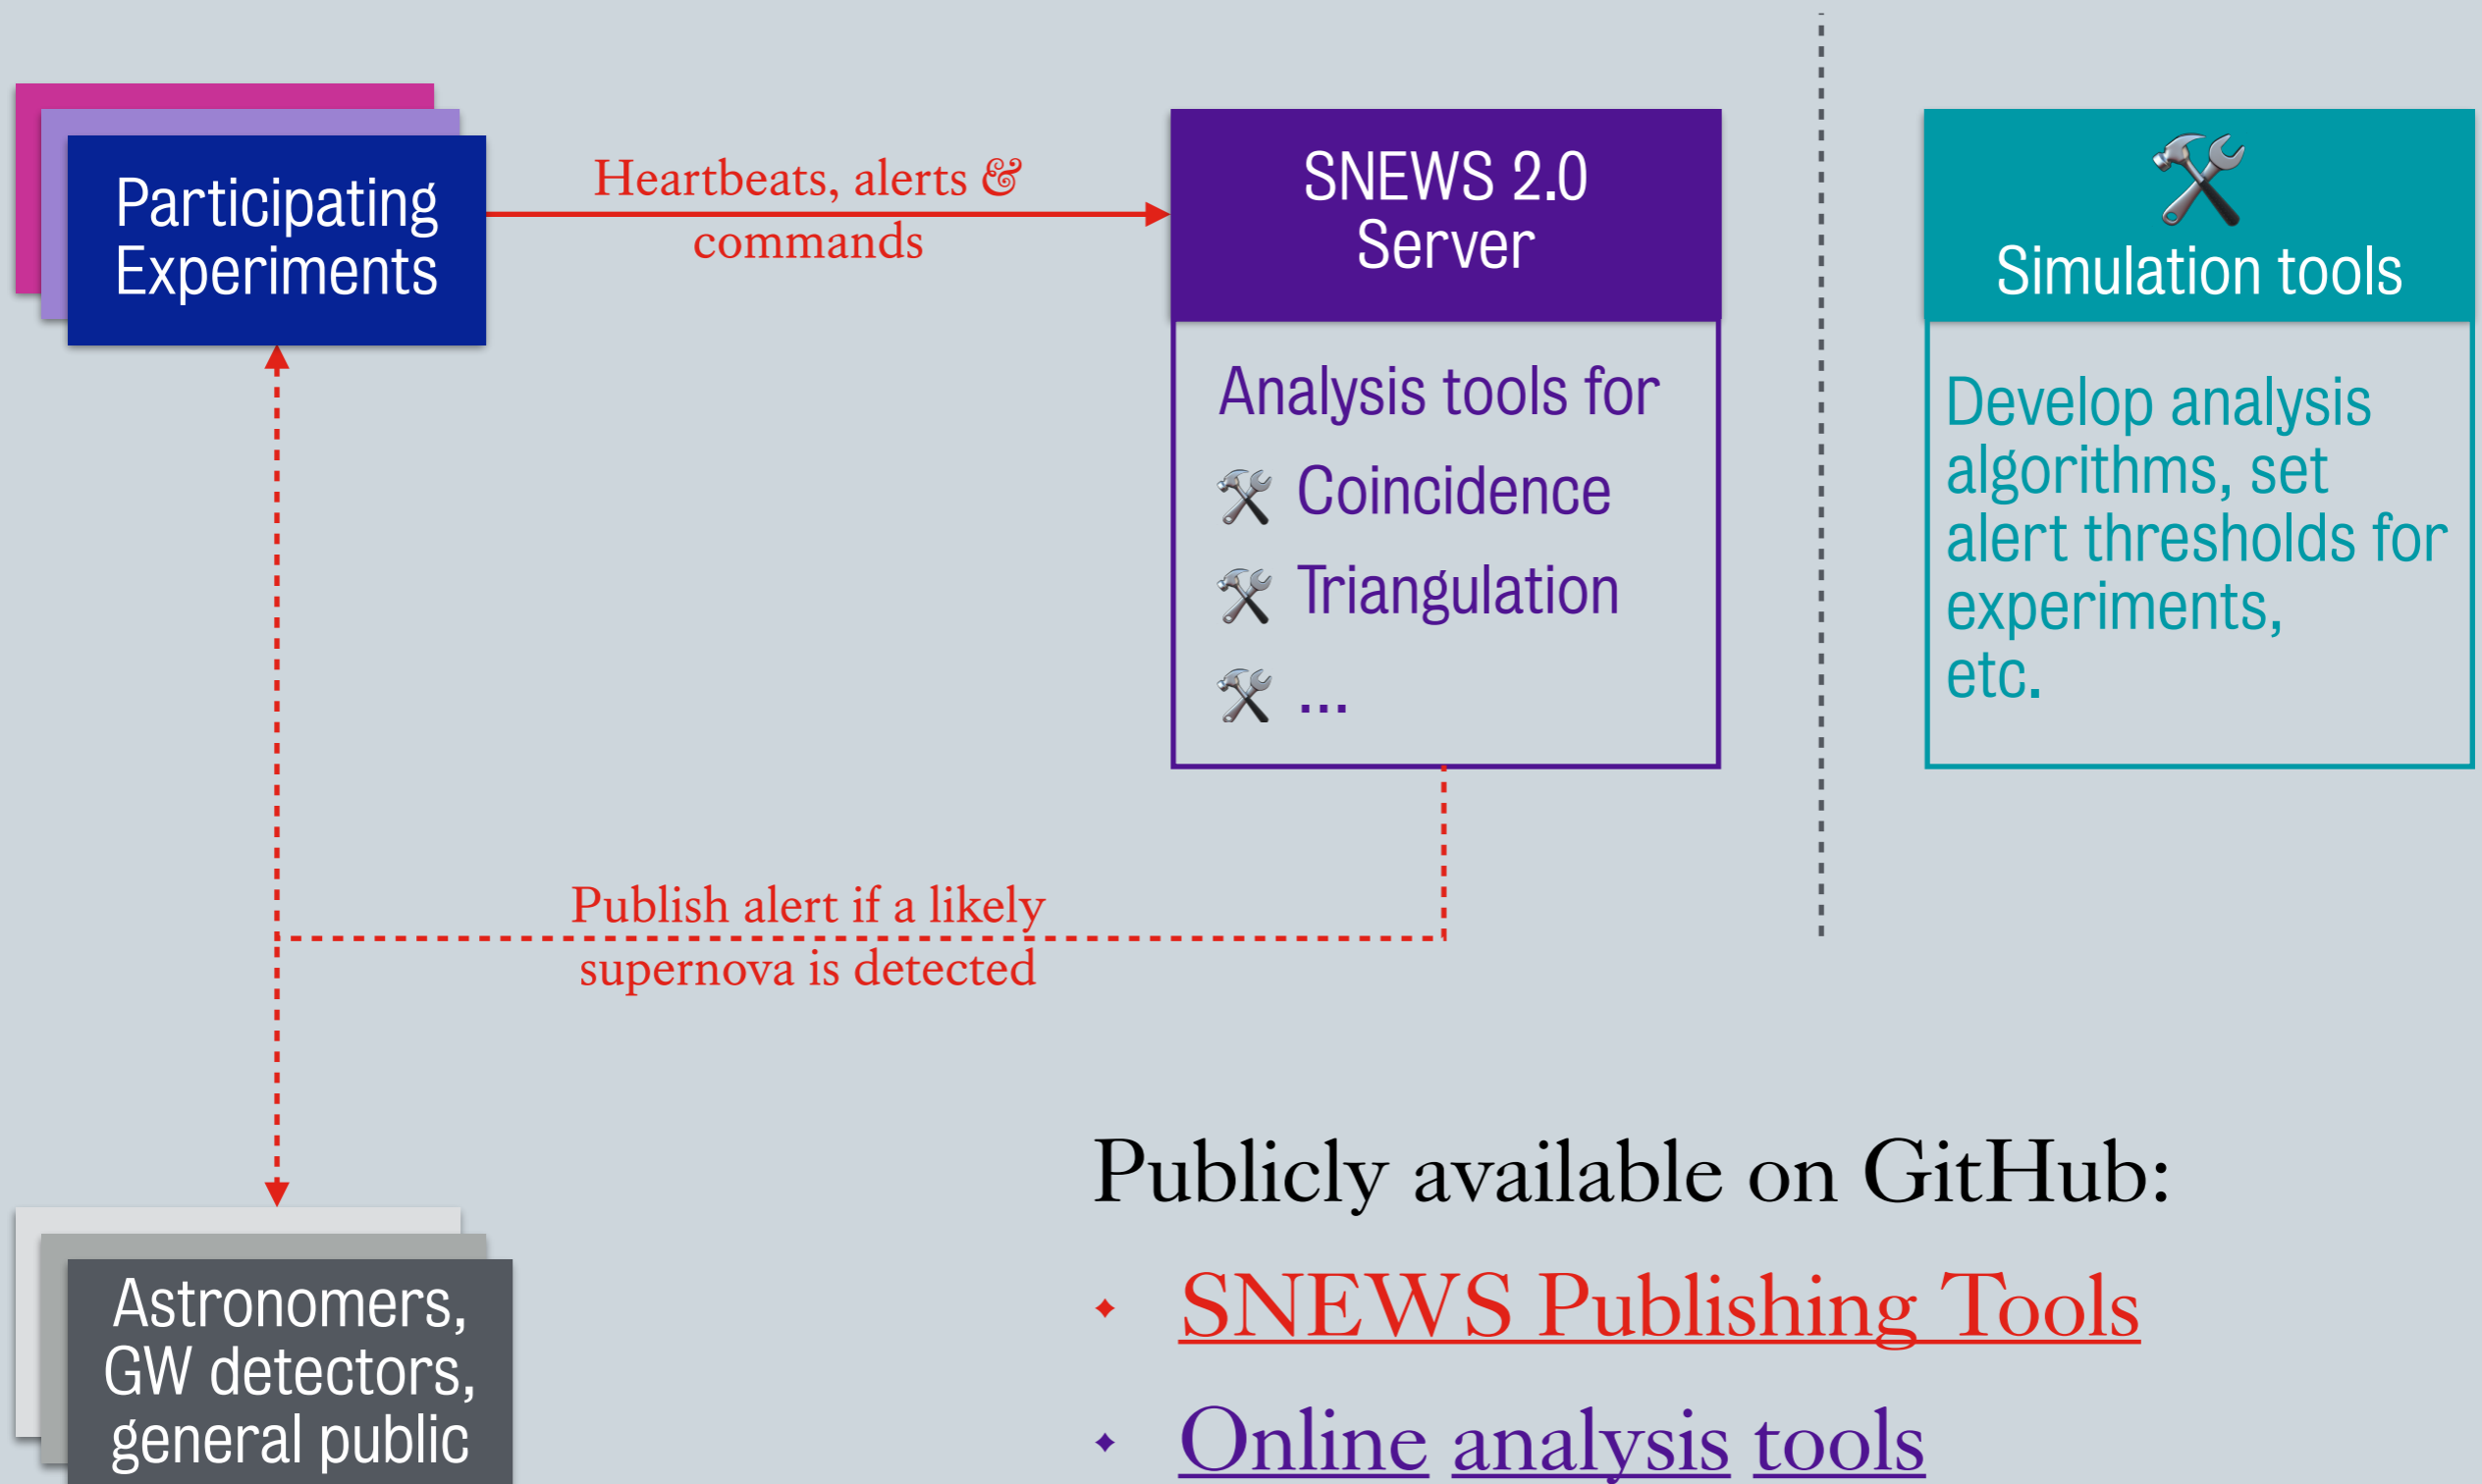 Participating
Experiments
Heartbeats, alerts &
commands
SNEWS 2.0
Server
Analysis tools for
Coincidence
Triangulation
...
Simulation tools
Develop analysis
algorithms, set
alert thresholds for
experiments,
etc.
Publish alert if a likely
supernova is detected
Astronomers,
GW detectors,
general public
Publicly available on GitHub:
SNEWS Publishing Tools
Online analysis tools